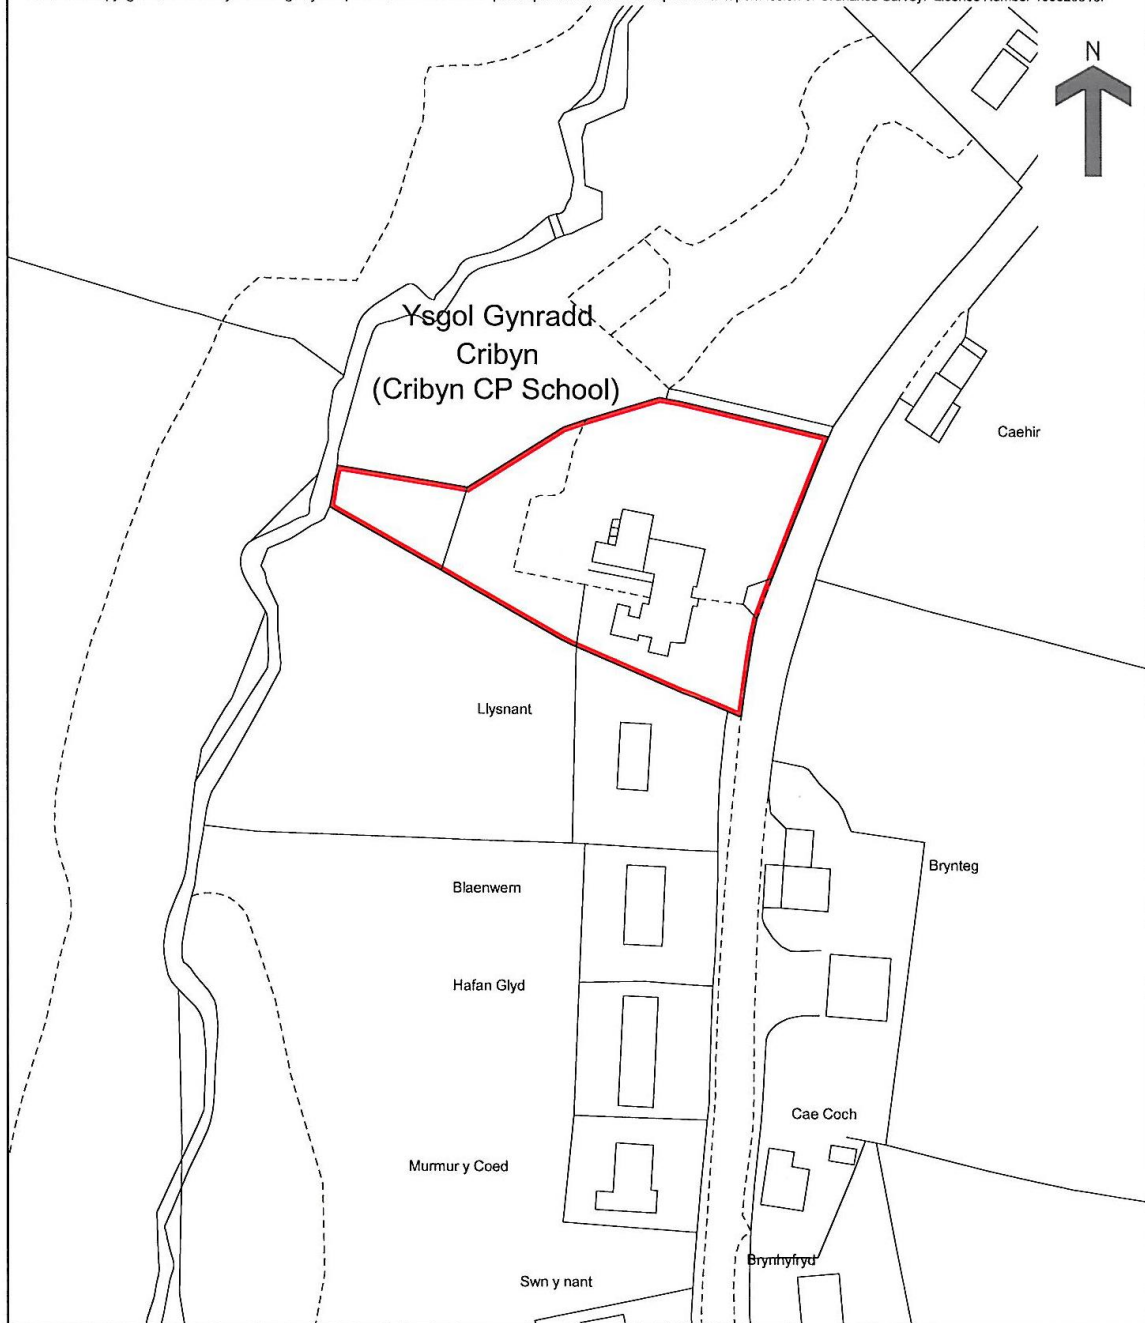 N
Ysgol Gynradd
Cribyn
(Cribyn CP School)
Caehir
Llysnant
Brynteg
Blaenwern
Hafan Glyd
Cae Coch
Murmur y Coed
Brynhyfryd
Swn y nant